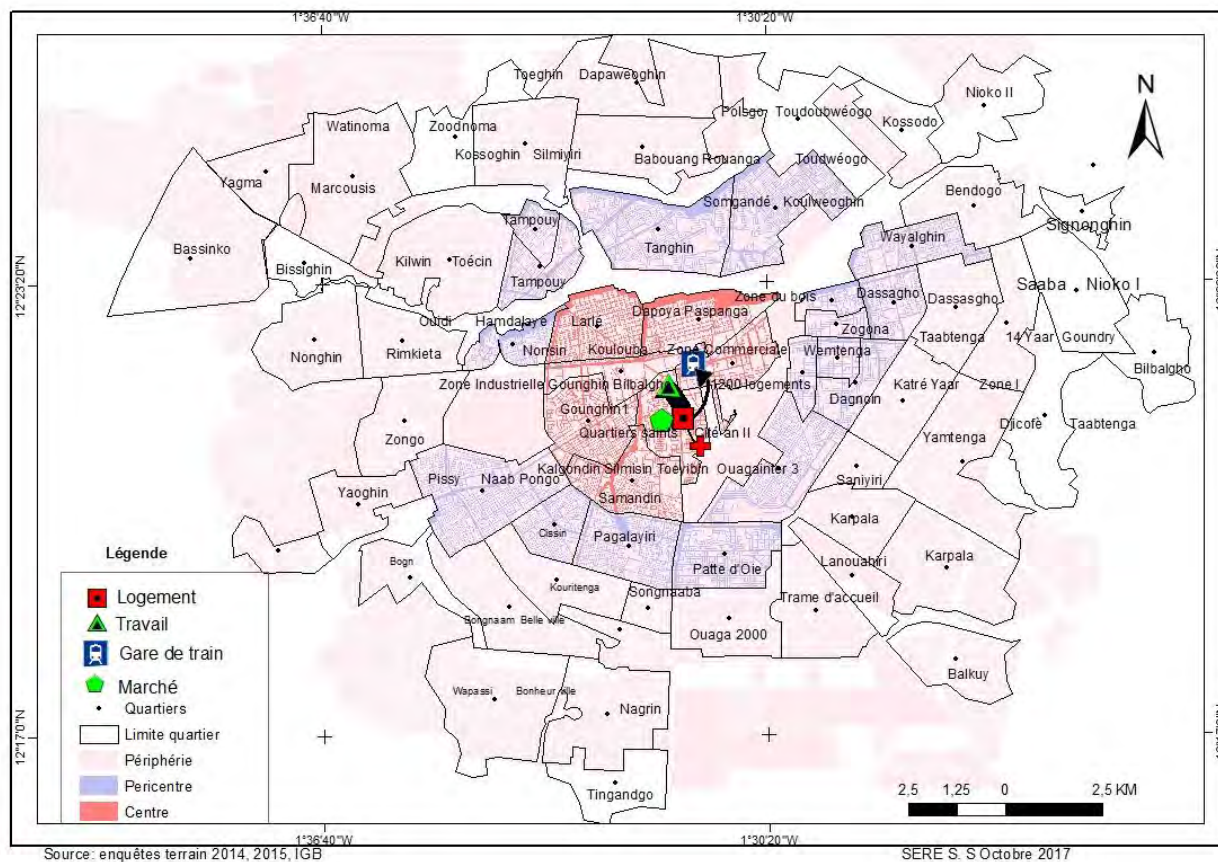 1°36'40"W 1°30'20"W
N
Toeghin Dapaweoghin
Nioko II
Polsgo Toudoubwéogo
Kossodo
Watinoma Zoodnoma
Kossoghin Silmiyiri
Babouang Rouanga Toudwéogo
Yagma
Marcousis
Bendogo
Somgandé Koulweoghin
Signonghin
Tampouy
Tanghin
Wayalghin
Bassinko
Bissighin
Kilwin Toécin
Tampouy
Saaba Nioko I
12°23'20"N
Zone du bois Dassagho Dassasgho
Ouidi Hamdalaye Larlé Dapoya Paspanga
Zogona
Taabtenga 14 Yaar Goundry
Nonghin Rimkieta Nonsin Koulouba Zone Commerciale Wemtenga
Bilbalgho
Zone Industrielle Gounghin Bilbalgho 1200 logements
Dagnoin Katré Yaar Zone I
Gounghin I
Djicofè Taabtenga
Zongo
Quartiers saints Cité an II
Yamtenga
Pissy Naab Pongo
Kalgondin Silmisin Toeyibin Ouagainter 3
Saniyiri
Yaoghin
Samandin
Karpala
Cissin
Pagalayiri
Patte d'Oie
Lanouabiri
Karpala
Bogn
Kouritenga
Songnaaba
Trame d'accueil
Songnaam Belle ville
Ouaga 2000
Balkuy
Wapassi Bonheur ville
Nagrin
Tingandgo
Légende
Logement
Travail
Gare de train
Marché
Quartiers
Limite quartier
Périphérie
Pericentre
Centre
12°17'0"N
2,5 1,25 0 2,5 KM
1°36'40"W 1°30'20"W
Source: enquêtes terrain 2014, 2015, IGB
SERE S. S Octobre 2017